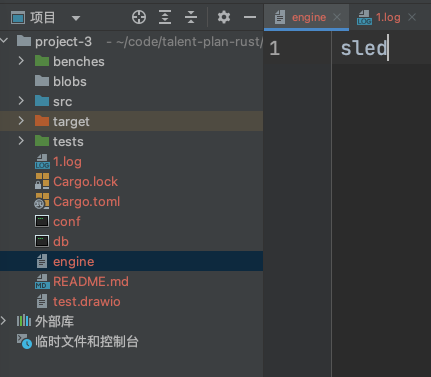 项目
engine
1.log
project-3 - ~/code/talent-plan-rust/
benches
blobs
src
target
tests
1.log
Cargo.lock
Cargo.toml
conf
db
engine
README.md
test.drawio
外部库
临时文件和控制台
1 sled